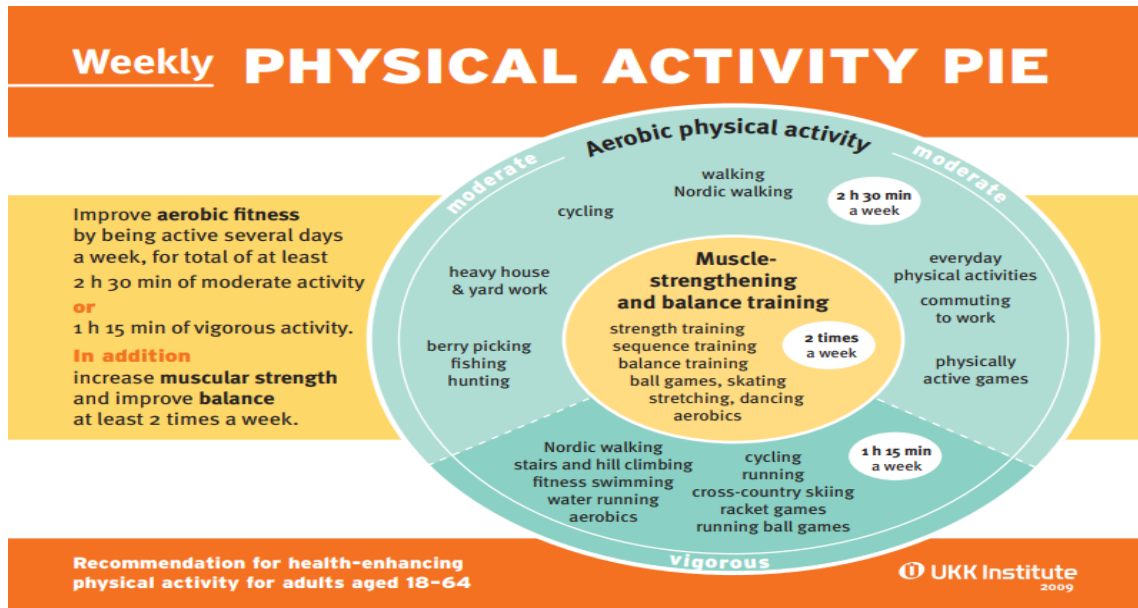 Weekly PHYSICAL ACTIVITY PIE
Improve aerobic fitness
by being active several days
a week, for total of at least
2 h 30 min of moderate activity
or
1 h 15 min of vigorous activity.
In addition
increase muscular strength
and improve balance
at least 2 times a week.
Aerobic physical activity
moderate
moderate
walking
Nordic walking
2 h 30 min
a week
cycling
heavy house
& yard work
berry picking
fishing
hunting
everyday
physical activities
commuting
to work
physically
active games
Muscle-
strengthening
and balance training
strength training
sequence training
balance training
ball games, skating
stretching, dancing
aerobics
2 times
a week
Nordic walking
stairs and hill climbing
fitness swimming
water running
aerobics
cycling
running
cross-country skiing
racket games
running ball games
1 h 15 min
a week
vigorous
Recommendation for health-enhancing
physical activity for adults aged 18–64
UKK Institute
2009